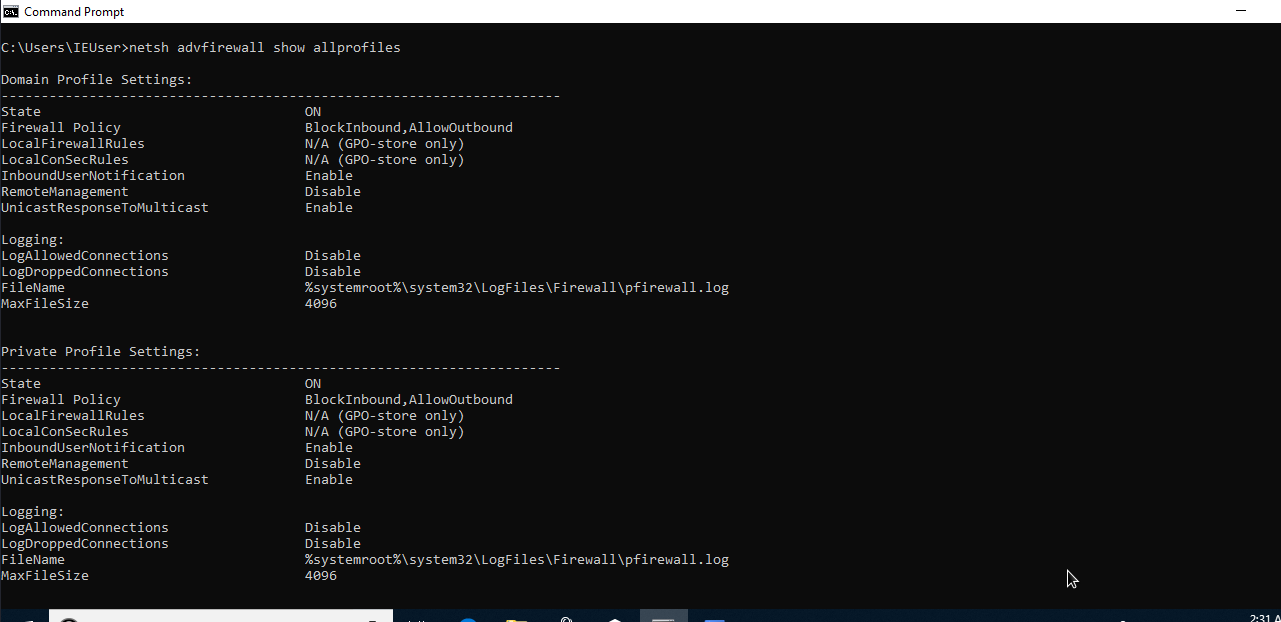 Command Prompt
C:\Users\IEUser>netsh advfirewall show allprofiles
Domain Profile Settings:
----------------------------------------------------------------------
State ON
Firewall Policy BlockInbound,AllowOutbound
LocalFirewallRules N/A (GPO-store only)
LocalConSecRules N/A (GPO-store only)
InboundUserNotification Enable
RemoteManagement Disable
UnicastResponseToMulticast Enable
Logging:
LogAllowedConnections Disable
LogDroppedConnections Disable
FileName %systemroot%\system32\LogFiles\Firewall\pfirewall.log
MaxFileSize 4096
Private Profile Settings:
----------------------------------------------------------------------
State ON
Firewall Policy BlockInbound,AllowOutbound
LocalFirewallRules N/A (GPO-store only)
LocalConSecRules N/A (GPO-store only)
InboundUserNotification Enable
RemoteManagement Disable
UnicastResponseToMulticast Enable
Logging:
LogAllowedConnections Disable
LogDroppedConnections Disable
FileName %systemroot%\system32\LogFiles\Firewall\pfirewall.log
MaxFileSize 4096
2:31 A